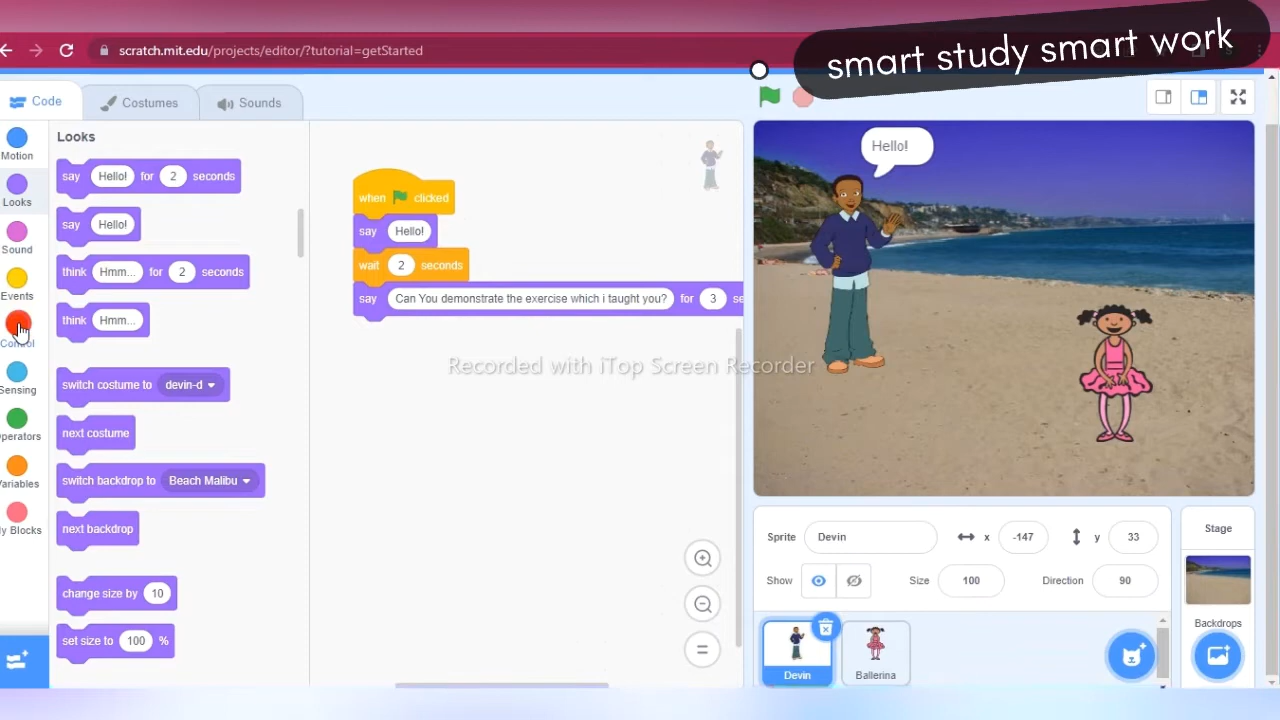 smart study smart work
scratch.mit.edu/projects/editor/?tutorial=getStarted
Code
Costumes
Sounds
Motion
Looks
Sound
Events
Control
Sensing
Operators
Variables
My Blocks
Looks
say Hello! for 2 seconds
say Hello!
think Hmm... for 2 seconds
think Hmm...
switch costume to devin-d
next costume
switch backdrop to Beach Malibu
next backdrop
change size by 10
set size to 100 %
when clicked
say Hello!
wait 2 seconds
say Can You demonstrate the exercise which i taught you? for 3 se
Recorded with iTop Screen Recorder
Hello!
Sprite Devin x -147 y 33
Show Size 100 Direction 90
Devin
Ballerina
Stage
Backdrops